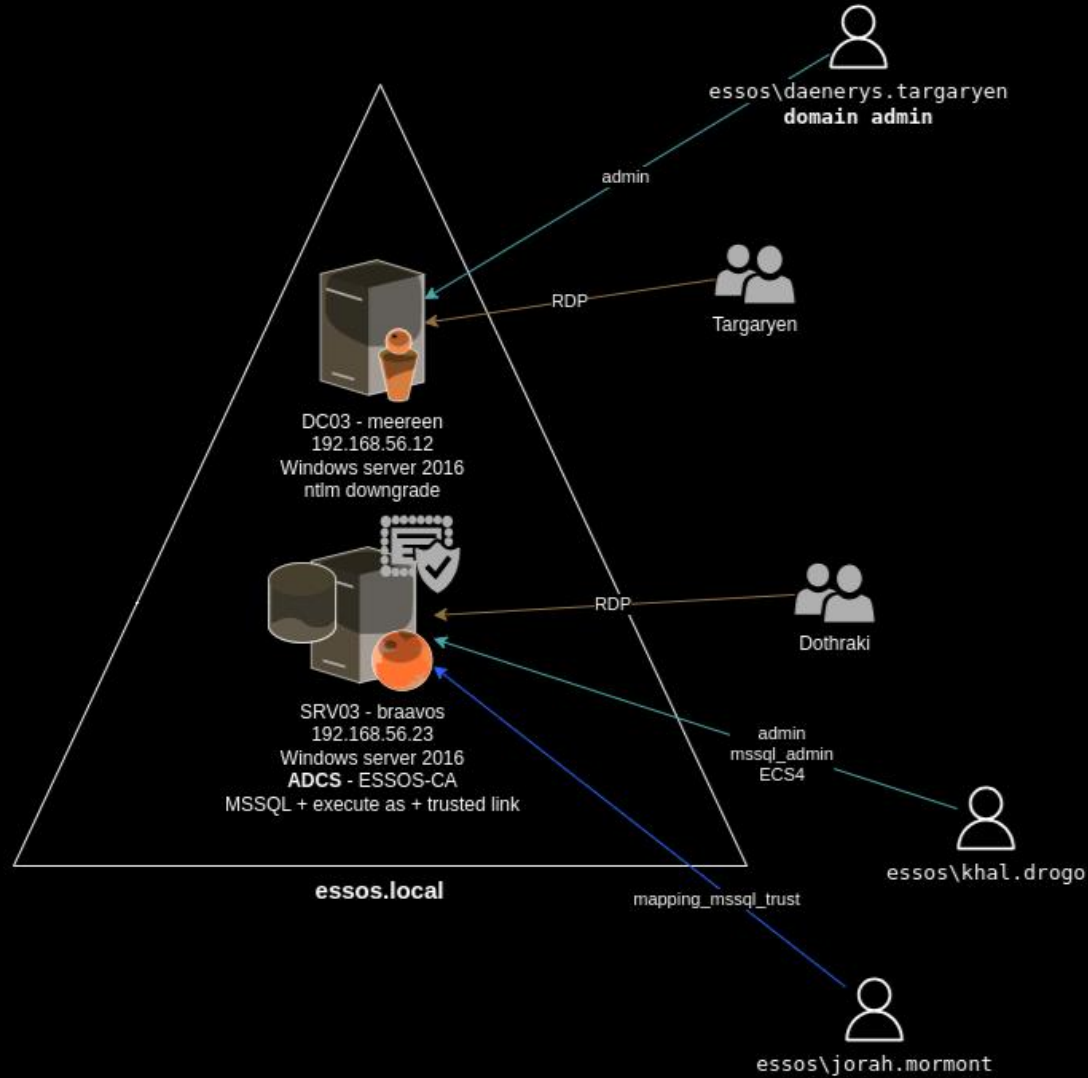 essos\daenerys.targaryen
domain admin
admin
RDP
Targaryen
DC03 - meereen
192.168.56.12
Windows server 2016
ntlm downgrade
RDP
Dothraki
SRV03 - braavos
192.168.56.23
Windows server 2016
ADCS - ESSOS-CA
MSSQL + execute as + trusted link
admin
mssql_admin
ECS4
essos\khal.drogo
essos.local
mapping_mssql_trust
essos\jorah.mormont